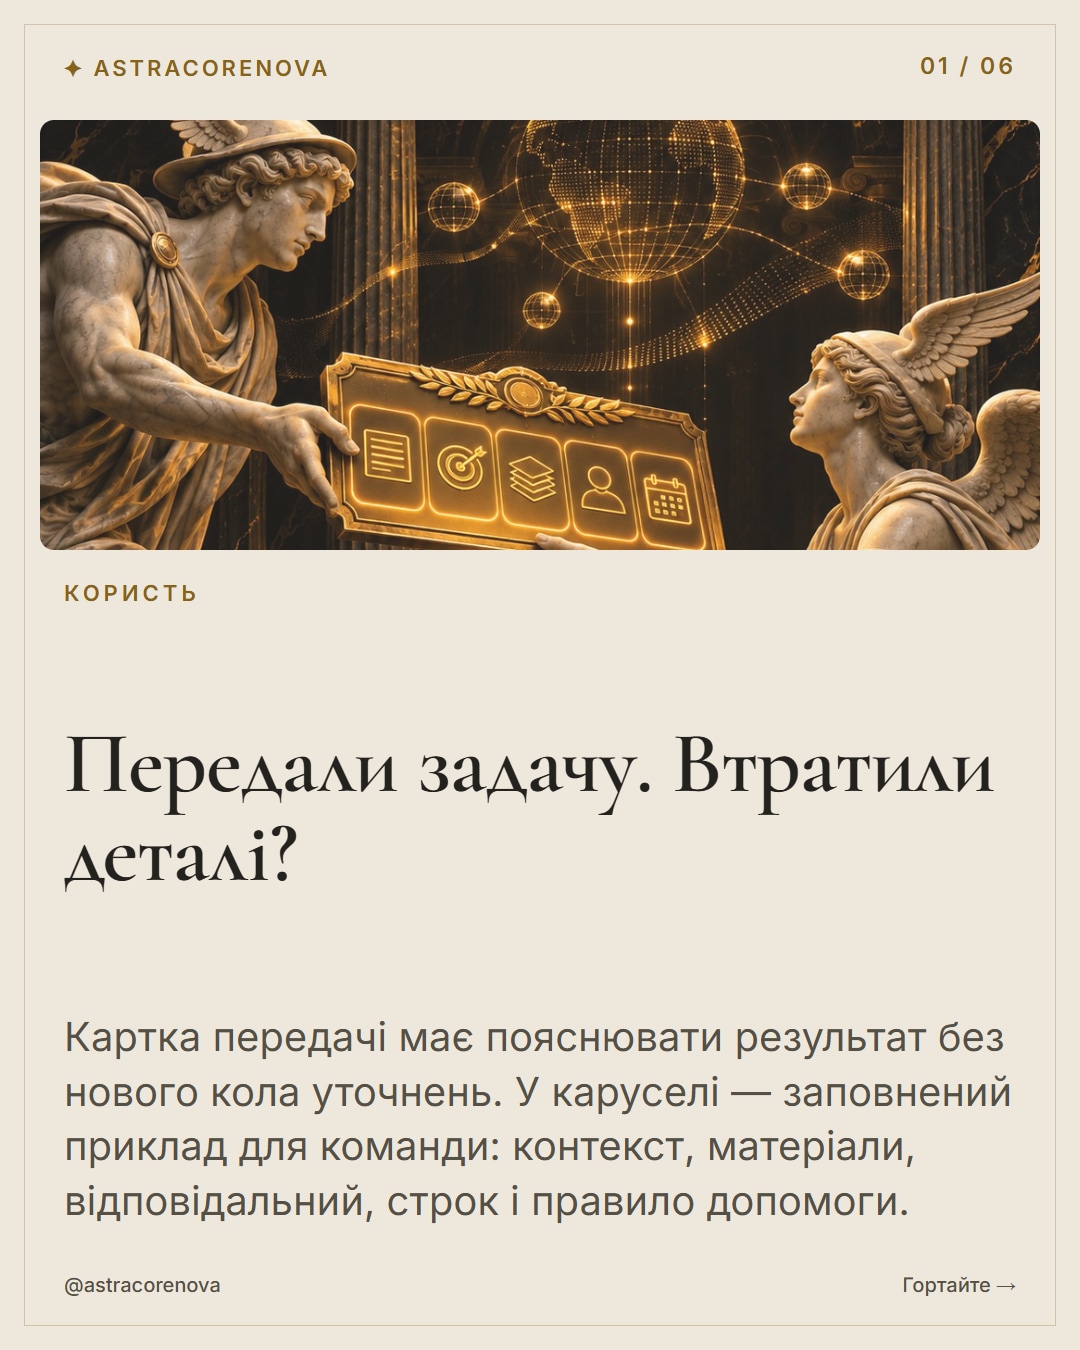 ✦ ASTRACORENOVA
01 / 06
КОРИСТЬ
Передали задачу. Втратили
деталі?
Картка передачі має пояснювати результат без
нового кола уточнень. У каруселі — заповнений
приклад для команди: контекст, матеріали,
відповідальний, строк і правило допомоги.
@astracorenova
Гортайте →